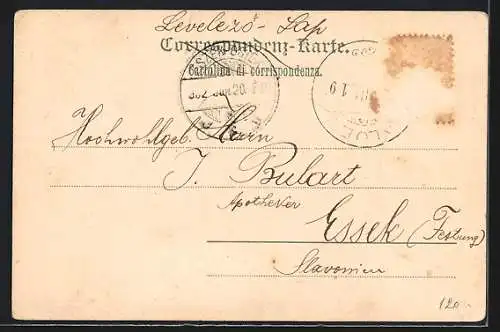 Levelező-Lap
Correspondenz-Karte.
Cartolina di corrispondenza.
Hochwohlgeb. Herrn
J. Bulart
Apotheker
Essek (Festung)
Slavonien
120.-